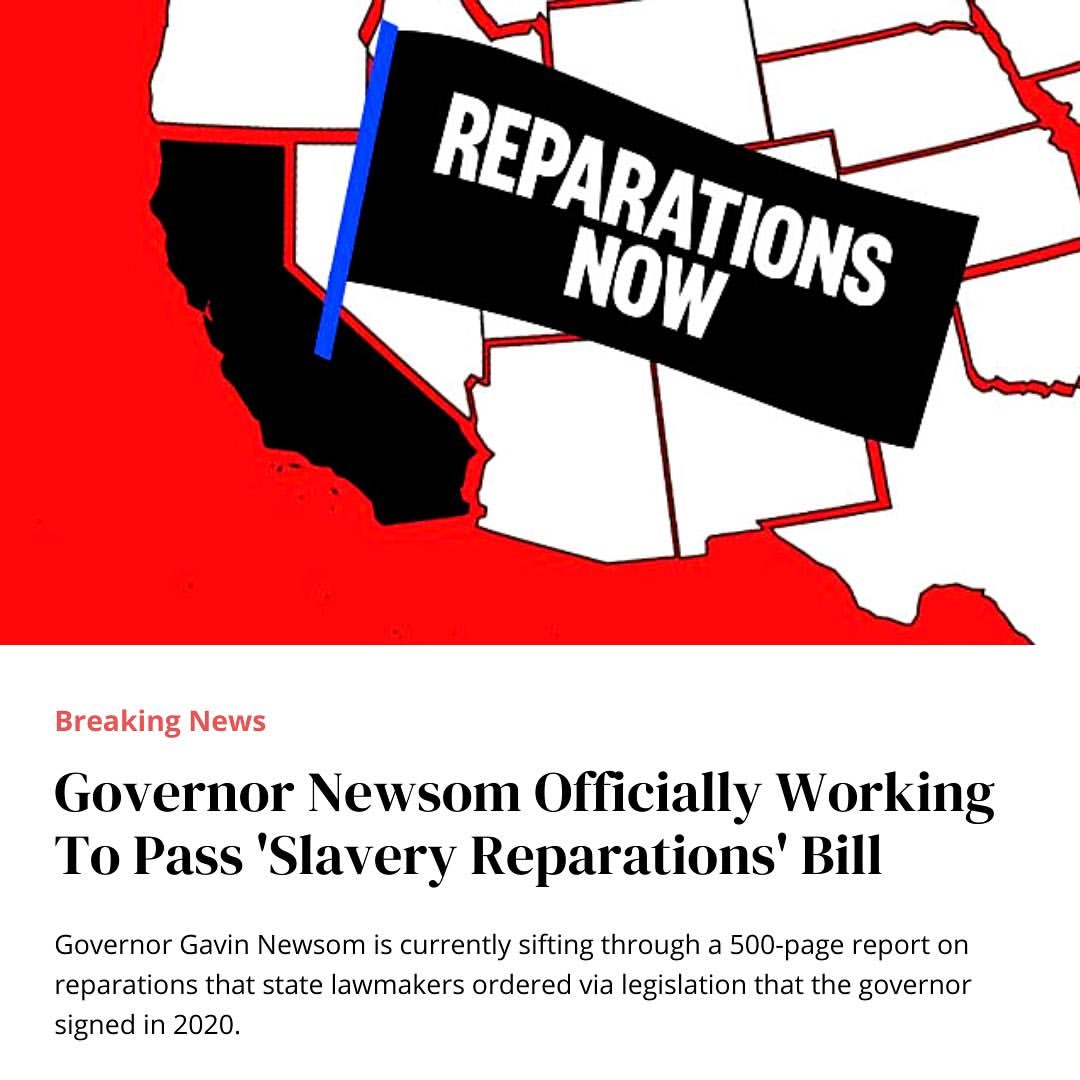 REPARATIONS
NOW
Breaking News
Governor Newsom Officially Working
To Pass 'Slavery Reparations' Bill
Governor Gavin Newsom is currently sifting through a 500-page report on
reparations that state lawmakers ordered via legislation that the governor
signed in 2020.